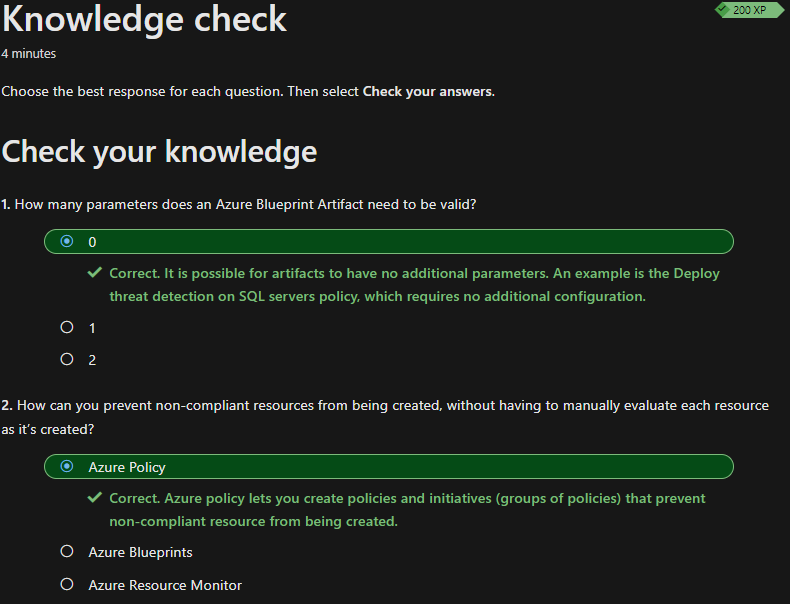 Knowledge check
200 XP
4 minutes
Choose the best response for each question. Then select Check your answers.
Check your knowledge
1. How many parameters does an Azure Blueprint Artifact need to be valid?
0
Correct. It is possible for artifacts to have no additional parameters. An example is the Deploy
threat detection on SQL servers policy, which requires no additional configuration.
1
2
2. How can you prevent non-compliant resources from being created, without having to manually evaluate each resource
as it’s created?
Azure Policy
Correct. Azure policy lets you create policies and initiatives (groups of policies) that prevent
non-compliant resource from being created.
Azure Blueprints
Azure Resource Monitor